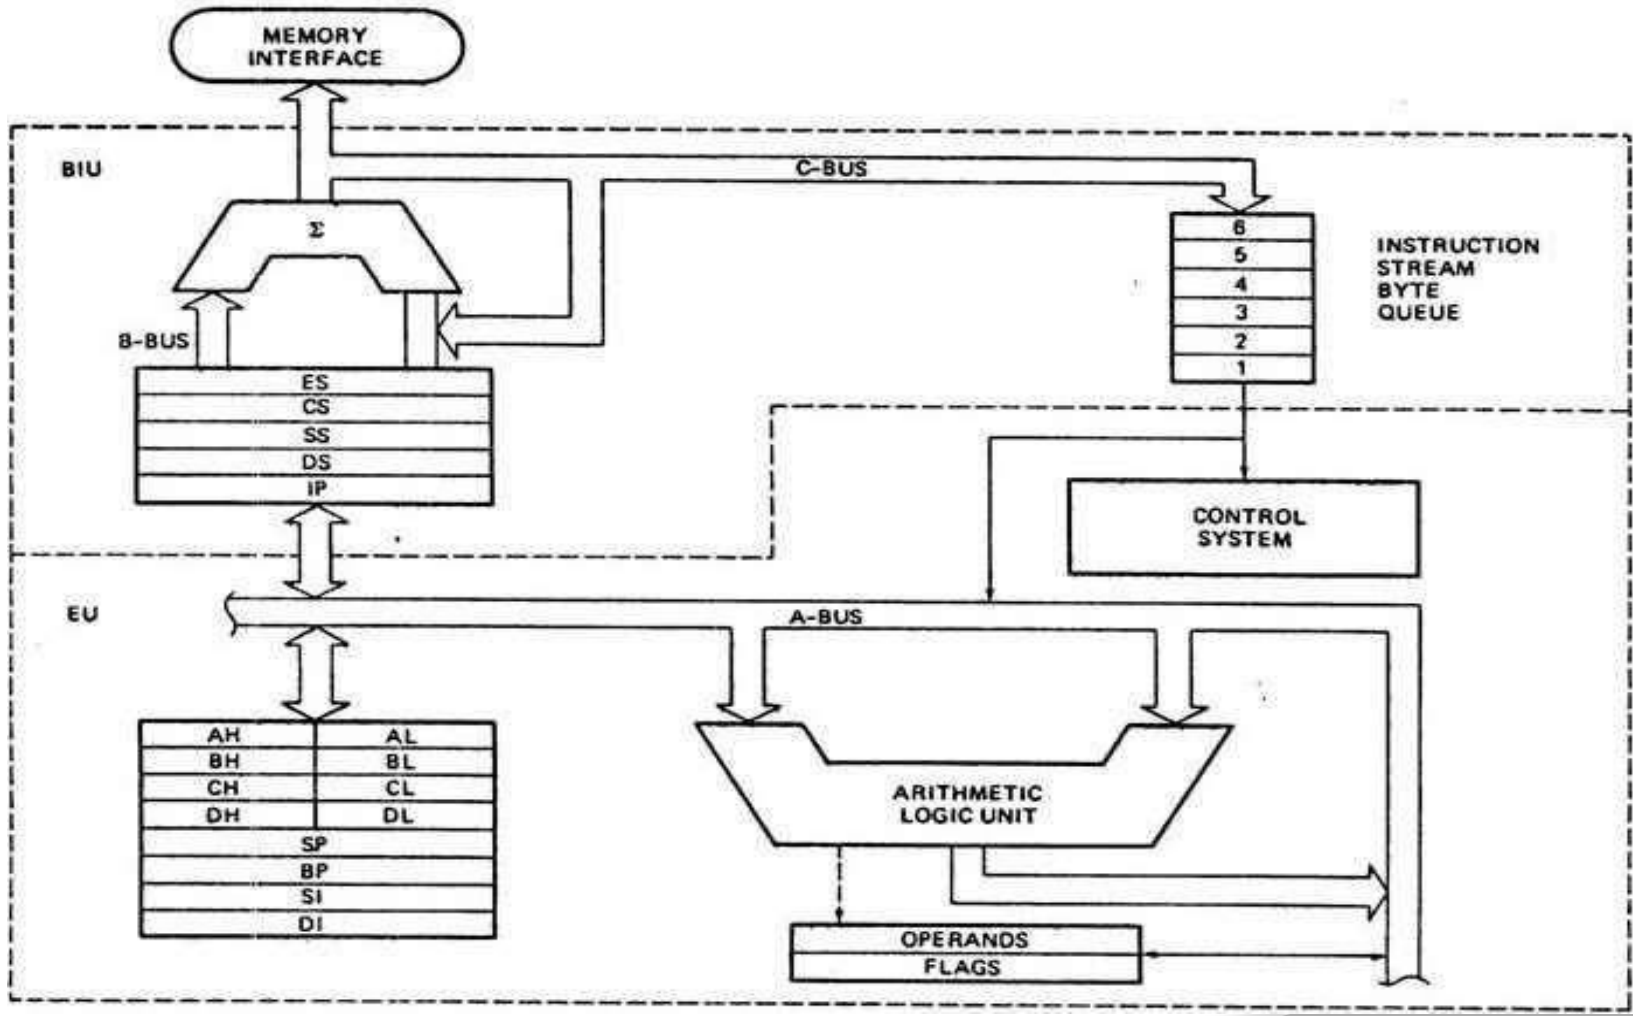 MEMORY
INTERFACE
BIU
C-BUS
Σ
6
5
4
3
2
1
INSTRUCTION
STREAM
BYTE
QUEUE
B-BUS
ES
CS
SS
DS
IP
CONTROL
SYSTEM
EU
A-BUS
AH AL
BH BL
CH CL
DH DL
SP
BP
SI
DI
ARITHMETIC
LOGIC UNIT
OPERANDS
FLAGS